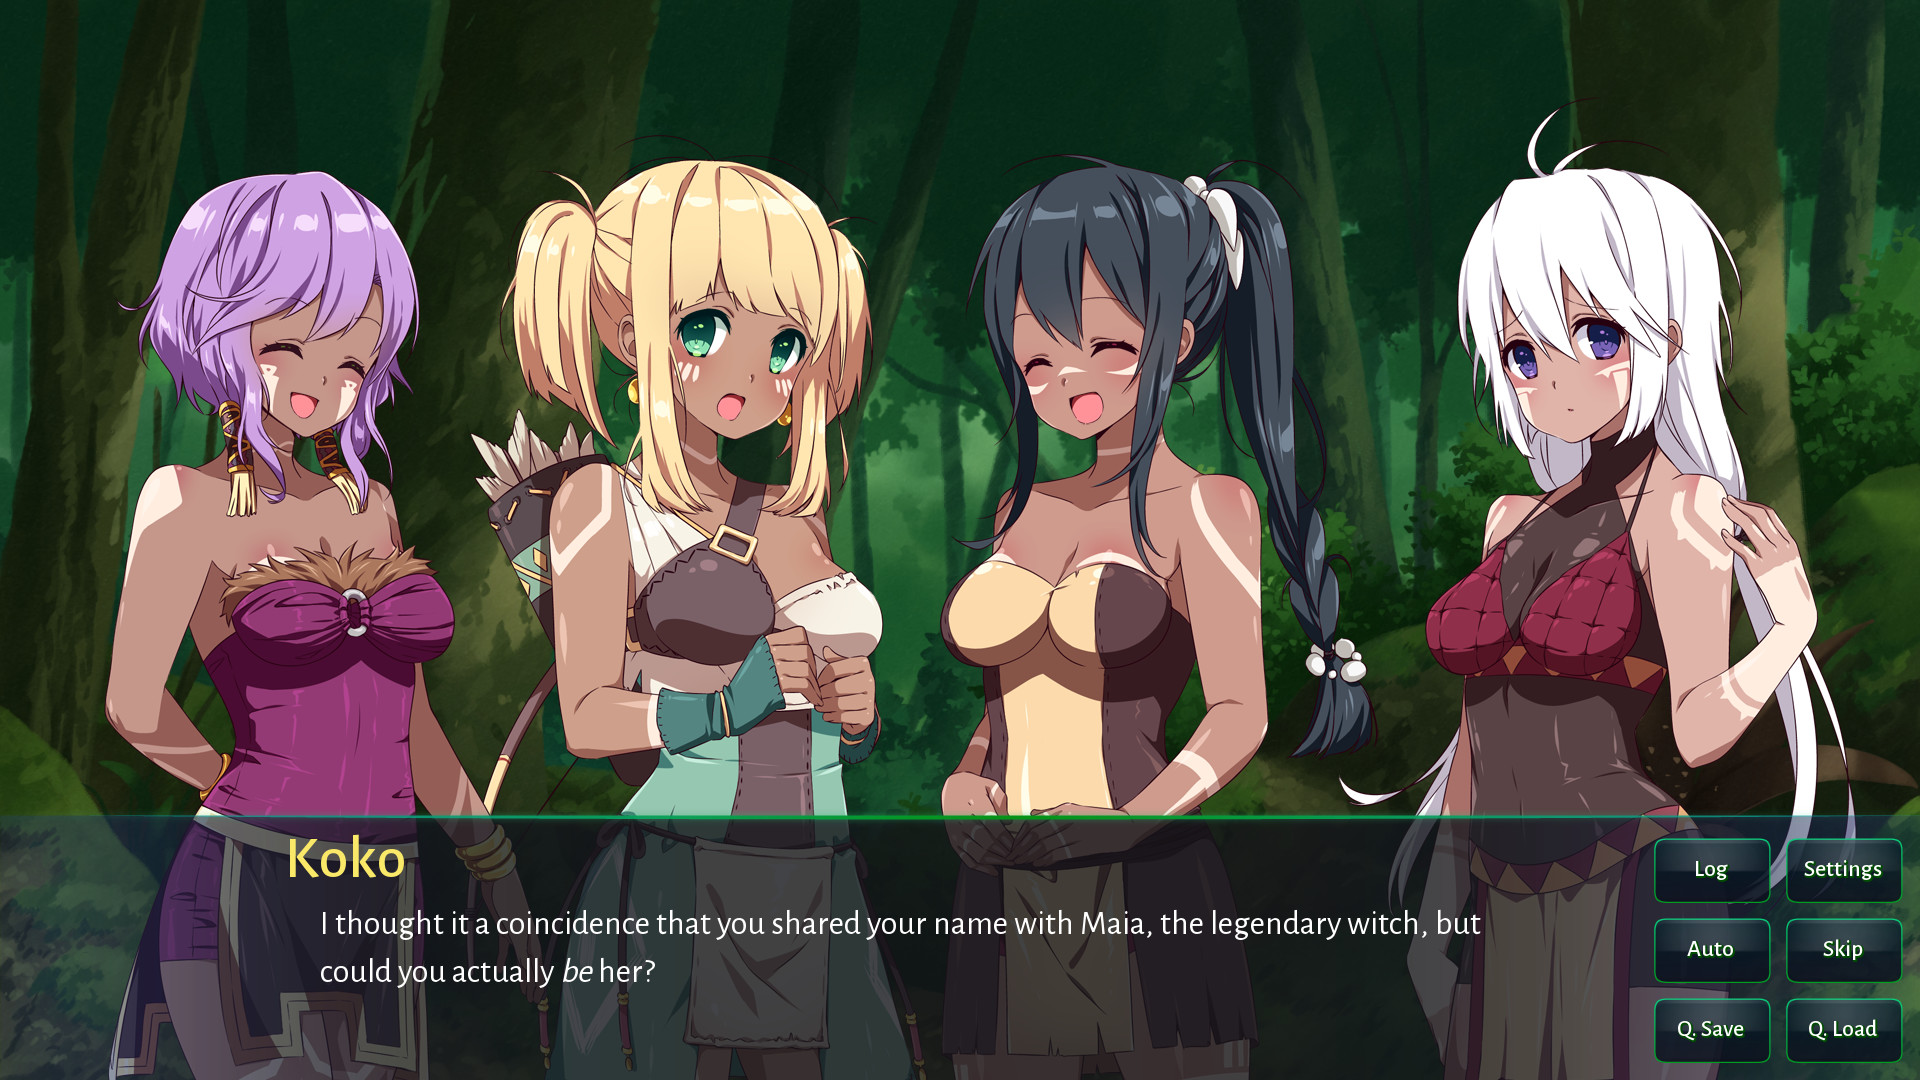 Koko
I thought it a coincidence that you shared your name with Maia, the legendary witch, but
could you actually be her?
Log
Settings
Auto
Skip
Q. Save
Q. Load